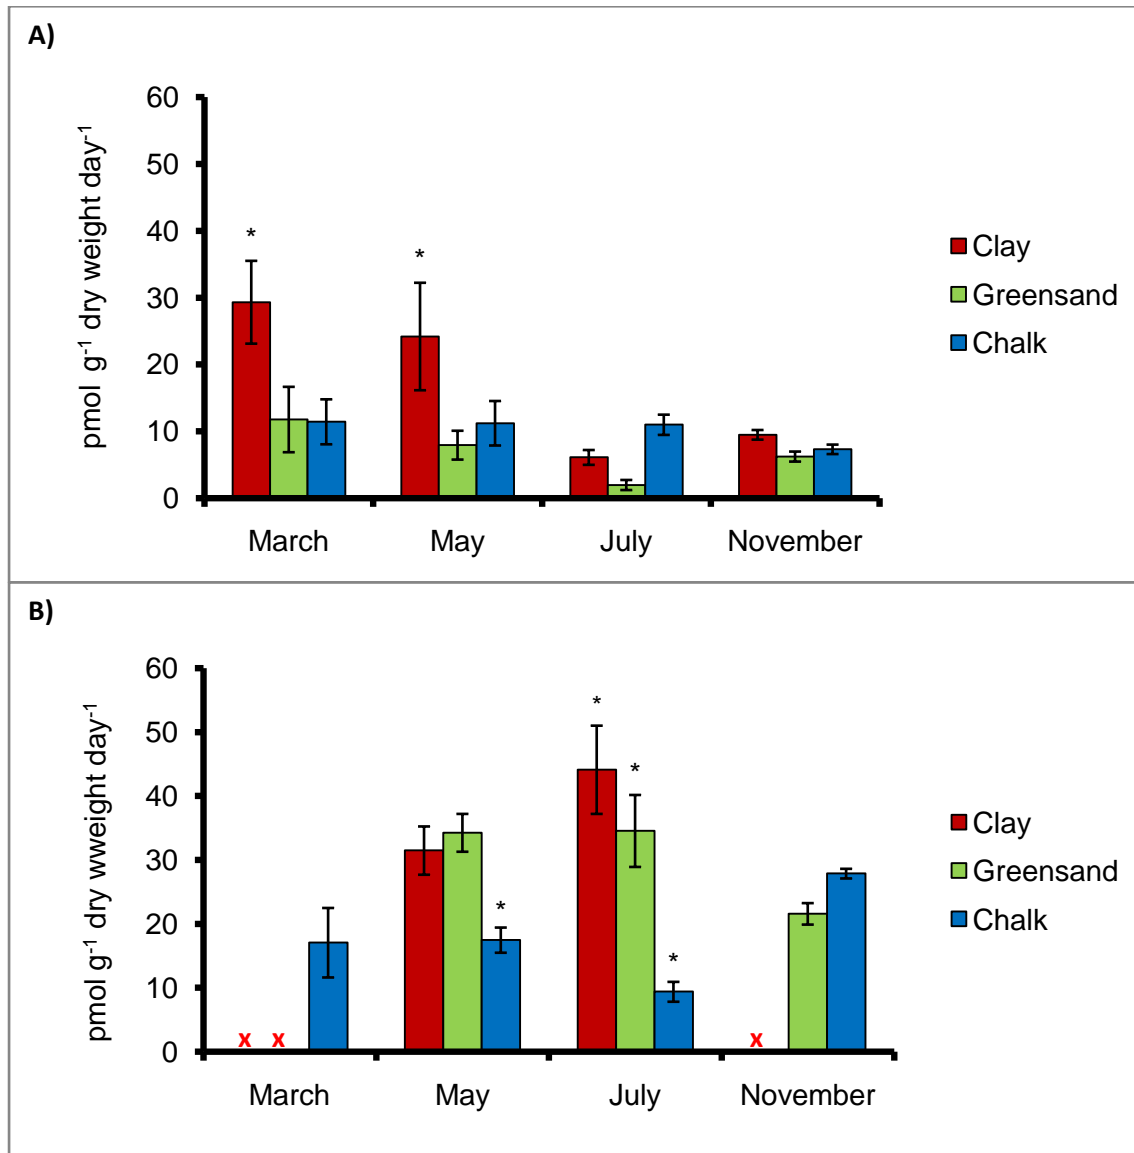 A)
60
50
40
30
20
10
0
pmol g⁻¹ dry weight day⁻¹
*
*
March May July November
Clay
Greensand
Chalk
B)
60
50
40
30
20
10
0
pmol g⁻¹ dry wweight day⁻¹
x x
*
* * *
x
March May July November
Clay
Greensand
Chalk